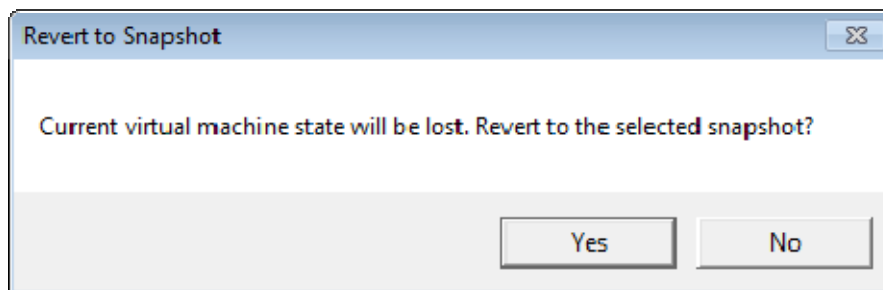 Revert to Snapshot
Current virtual machine state will be lost. Revert to the selected snapshot?
Yes
No